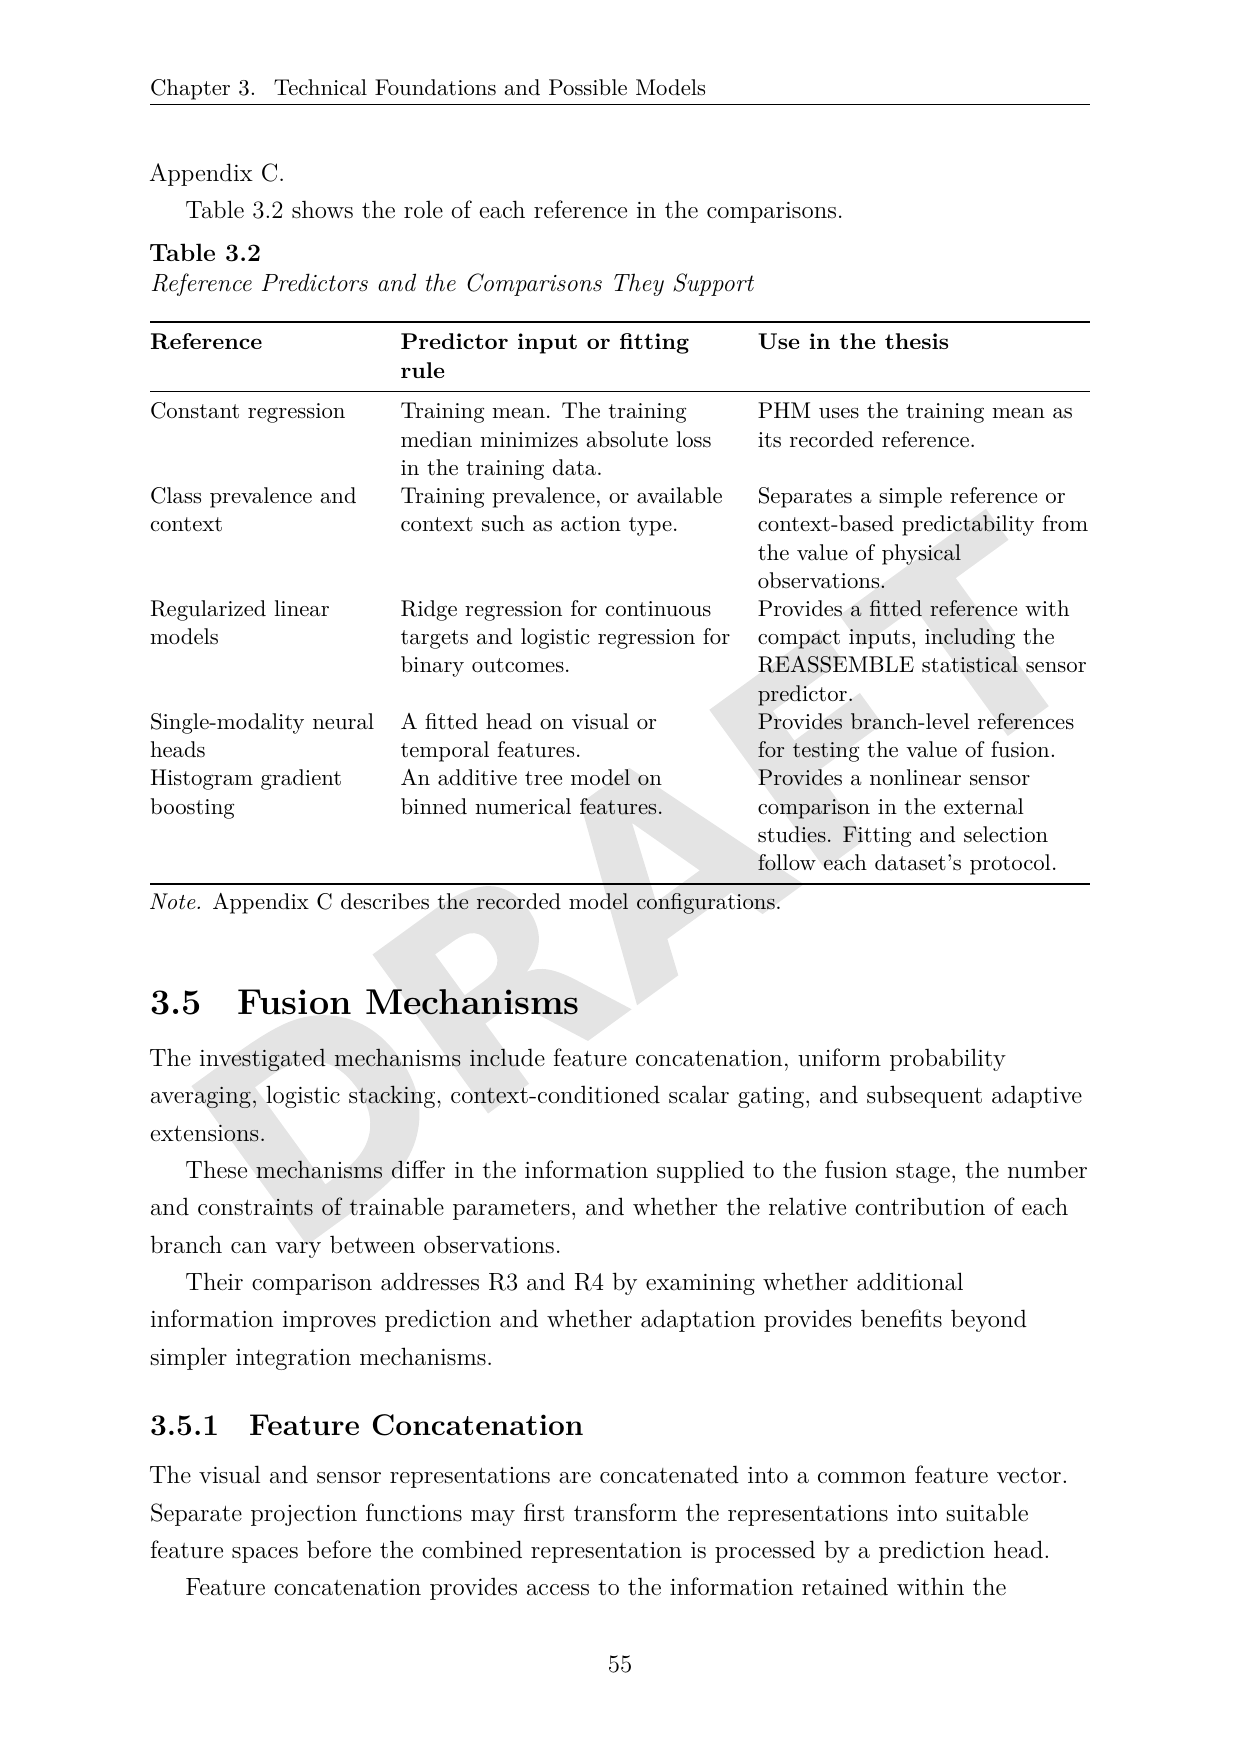 Chapter 3. Technical Foundations and Possible Models
Appendix C.
Table 3.2 shows the role of each reference in the comparisons.
Table 3.2
Reference Predictors and the Comparisons They Support
Reference Predictor input or fitting rule Use in the thesis
Constant regression Training mean. The training median minimizes absolute loss in the training data. PHM uses the training mean as its recorded reference.
Class prevalence and context Training prevalence, or available context such as action type. Separates a simple reference or context-based predictability from the value of physical observations.
Regularized linear models Ridge regression for continuous targets and logistic regression for binary outcomes. Provides a fitted reference with compact inputs, including the REASSEMBLE statistical sensor predictor.
Single-modality neural heads A fitted head on visual or temporal features. Provides branch-level references for testing the value of fusion.
Histogram gradient boosting An additive tree model on binned numerical features. Provides a nonlinear sensor comparison in the external studies. Fitting and selection follow each dataset's protocol.
Note. Appendix C describes the recorded model configurations.
3.5 Fusion Mechanisms
The investigated mechanisms include feature concatenation, uniform probability
averaging, logistic stacking, context-conditioned scalar gating, and subsequent adaptive
extensions.
These mechanisms differ in the information supplied to the fusion stage, the number
and constraints of trainable parameters, and whether the relative contribution of each
branch can vary between observations.
Their comparison addresses R3 and R4 by examining whether additional
information improves prediction and whether adaptation provides benefits beyond
simpler integration mechanisms.
3.5.1 Feature Concatenation
The visual and sensor representations are concatenated into a common feature vector.
Separate projection functions may first transform the representations into suitable
feature spaces before the combined representation is processed by a prediction head.
Feature concatenation provides access to the information retained within the
55
DRAFT